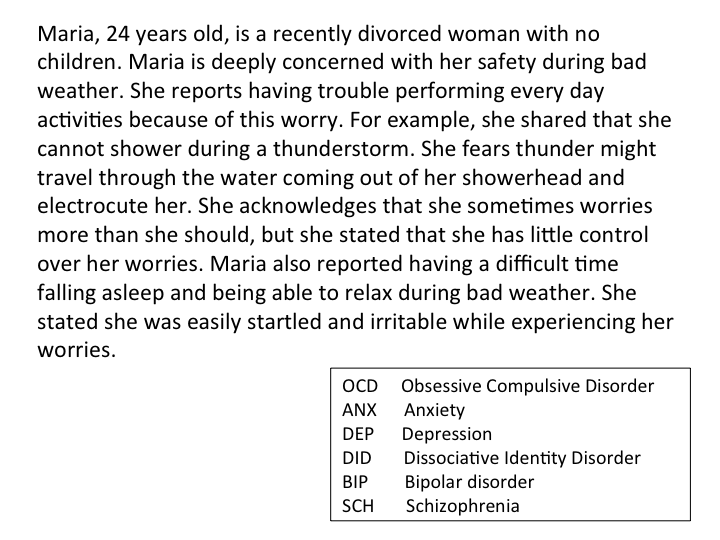 Maria, 24 years old, is a recently divorced woman with no
children. Maria is deeply concerned with her safety during bad
weather. She reports having trouble performing every day
activities because of this worry. For example, she shared that she
cannot shower during a thunderstorm. She fears thunder might
travel through the water coming out of her showerhead and
electrocute her. She acknowledges that she sometimes worries
more than she should, but she stated that she has little control
over her worries. Maria also reported having a difficult time
falling asleep and being able to relax during bad weather. She
stated she was easily startled and irritable while experiencing her
worries.
OCD Obsessive Compulsive Disorder
ANX Anxiety
DEP Depression
DID Dissociative Identity Disorder
BIP Bipolar disorder
SCH Schizophrenia